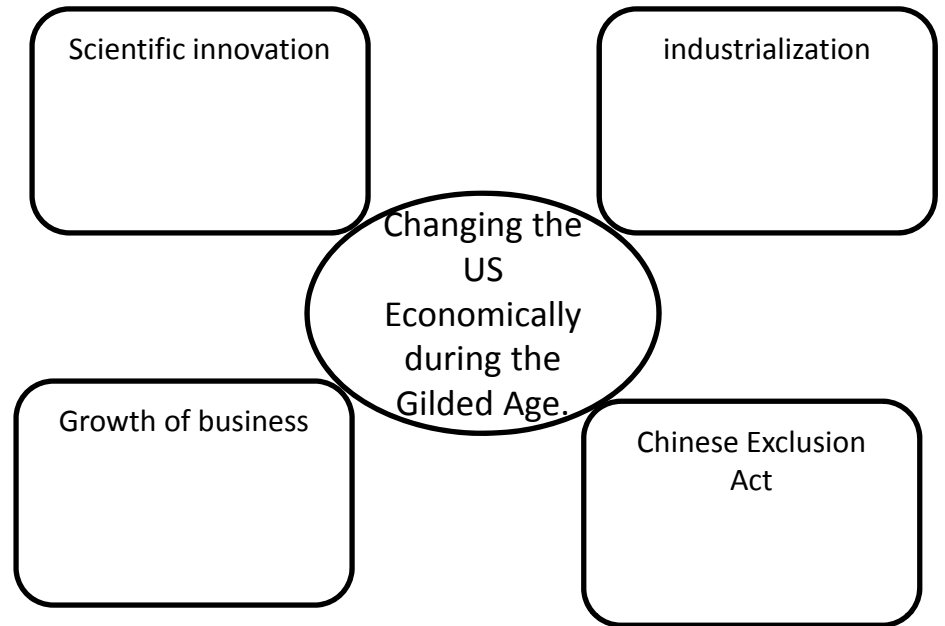 Scientific innovation
industrialization
Changing the
US
Economically
during the
Gilded Age.
Growth of business
Chinese Exclusion
Act